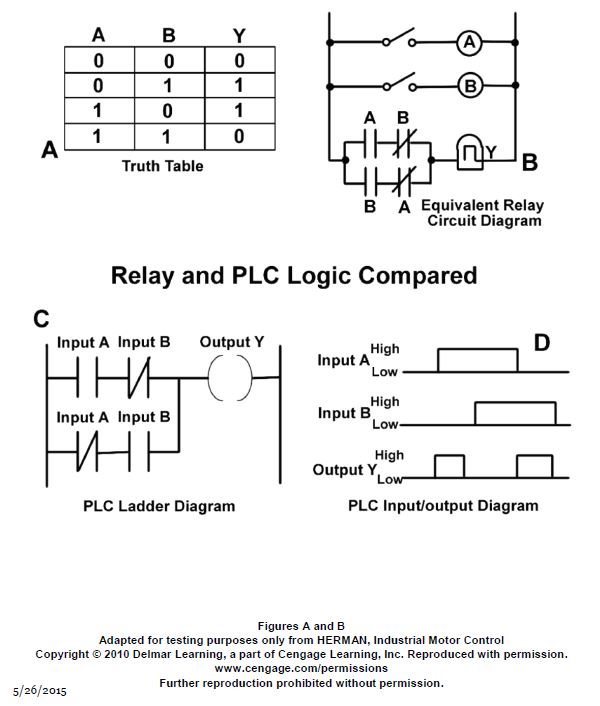 A B Y
0 0 0
0 1 1
1 0 1
1 1 0
A
Truth Table
A
B
A B
Y
B
B A
Equivalent Relay
Circuit Diagram
Relay and PLC Logic Compared
C
Input A Input B Output Y
Input A Input B
PLC Ladder Diagram
D
High
Input A
Low
High
Input B
Low
High
Output Y
Low
PLC Input/output Diagram
Figures A and B
Adapted for testing purposes only from HERMAN, Industrial Motor Control
Copyright © 2010 Delmar Learning, a part of Cengage Learning, Inc. Reproduced with permission.
www.cengage.com/permissions
Further reproduction prohibited without permission.
5/26/2015